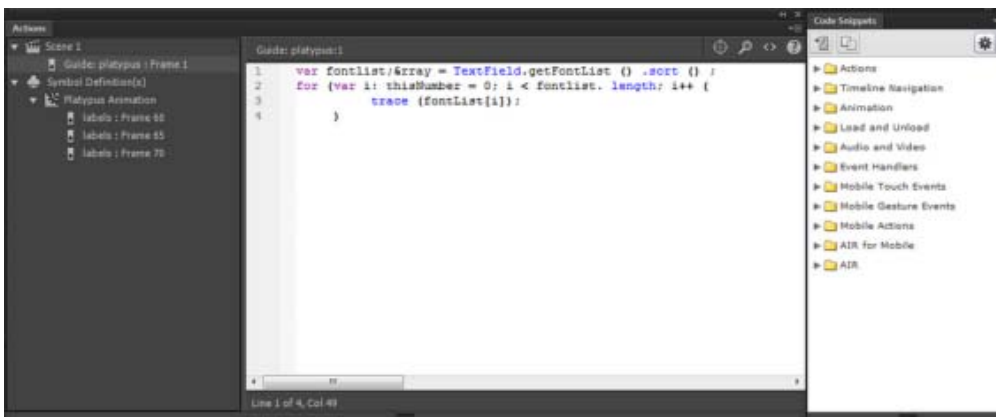 Actions
Scene 1
Guide: platypus : Frame 1
Symbol Definition(s)
Platypus Animation
labels : Frame 60
labels : Frame 65
labels : Frame 70
Guide: platypus:1
1 var fontlist/&rray = TextField.getFontList () .sort () ;
2 for (var i: thisNumber = 0; i < fontlist. length; i++ (
3 trace (fontList[i]);
4 )
Line 1 of 4, Col 49
Code Snippets
Actions
Timeline Navigation
Animation
Load and Unload
Audio and Video
Event Handlers
Mobile Touch Events
Mobile Gesture Events
Mobile Actions
AIR for Mobile
AIR